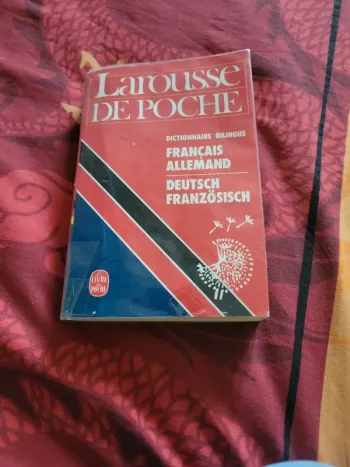 LAROUSSE
DE POCHE
DICTIONNAIRE BILINGUE
FRANÇAIS
ALLEMAND
DEUTSCH
FRANZÖSISCH
LE
LIVRE
DE
POCHE